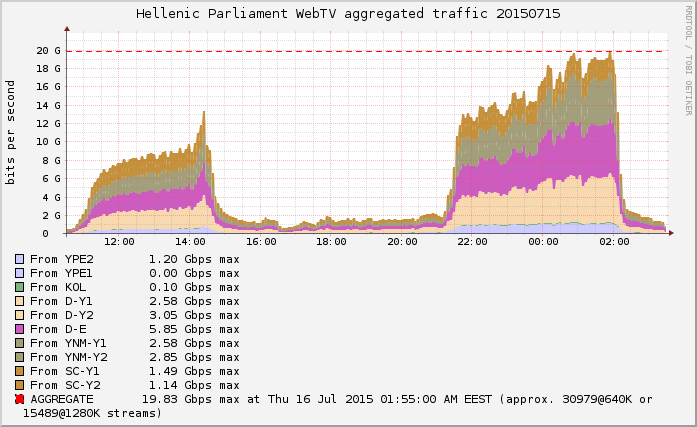 Hellenic Parliament WebTV aggregated traffic 20150715
RRDTOOL / TOBI OETIKER
bits per second
20 G
18 G
16 G
14 G
12 G
10 G
8 G
6 G
4 G
2 G
0
12:00 14:00 16:00 18:00 20:00 22:00 00:00 02:00
From YPE2 1.20 Gbps max
From YPE1 0.00 Gbps max
From KOL 0.10 Gbps max
From D-Y1 2.58 Gbps max
From D-Y2 3.05 Gbps max
From D-E 5.85 Gbps max
From YNM-Y1 2.58 Gbps max
From YNM-Y2 2.85 Gbps max
From SC-Y1 1.49 Gbps max
From SC-Y2 1.14 Gbps max
AGGREGATE 19.83 Gbps max at Thu 16 Jul 2015 01:55:00 AM EEST (approx. 30979@640K or
15489@1280K streams)